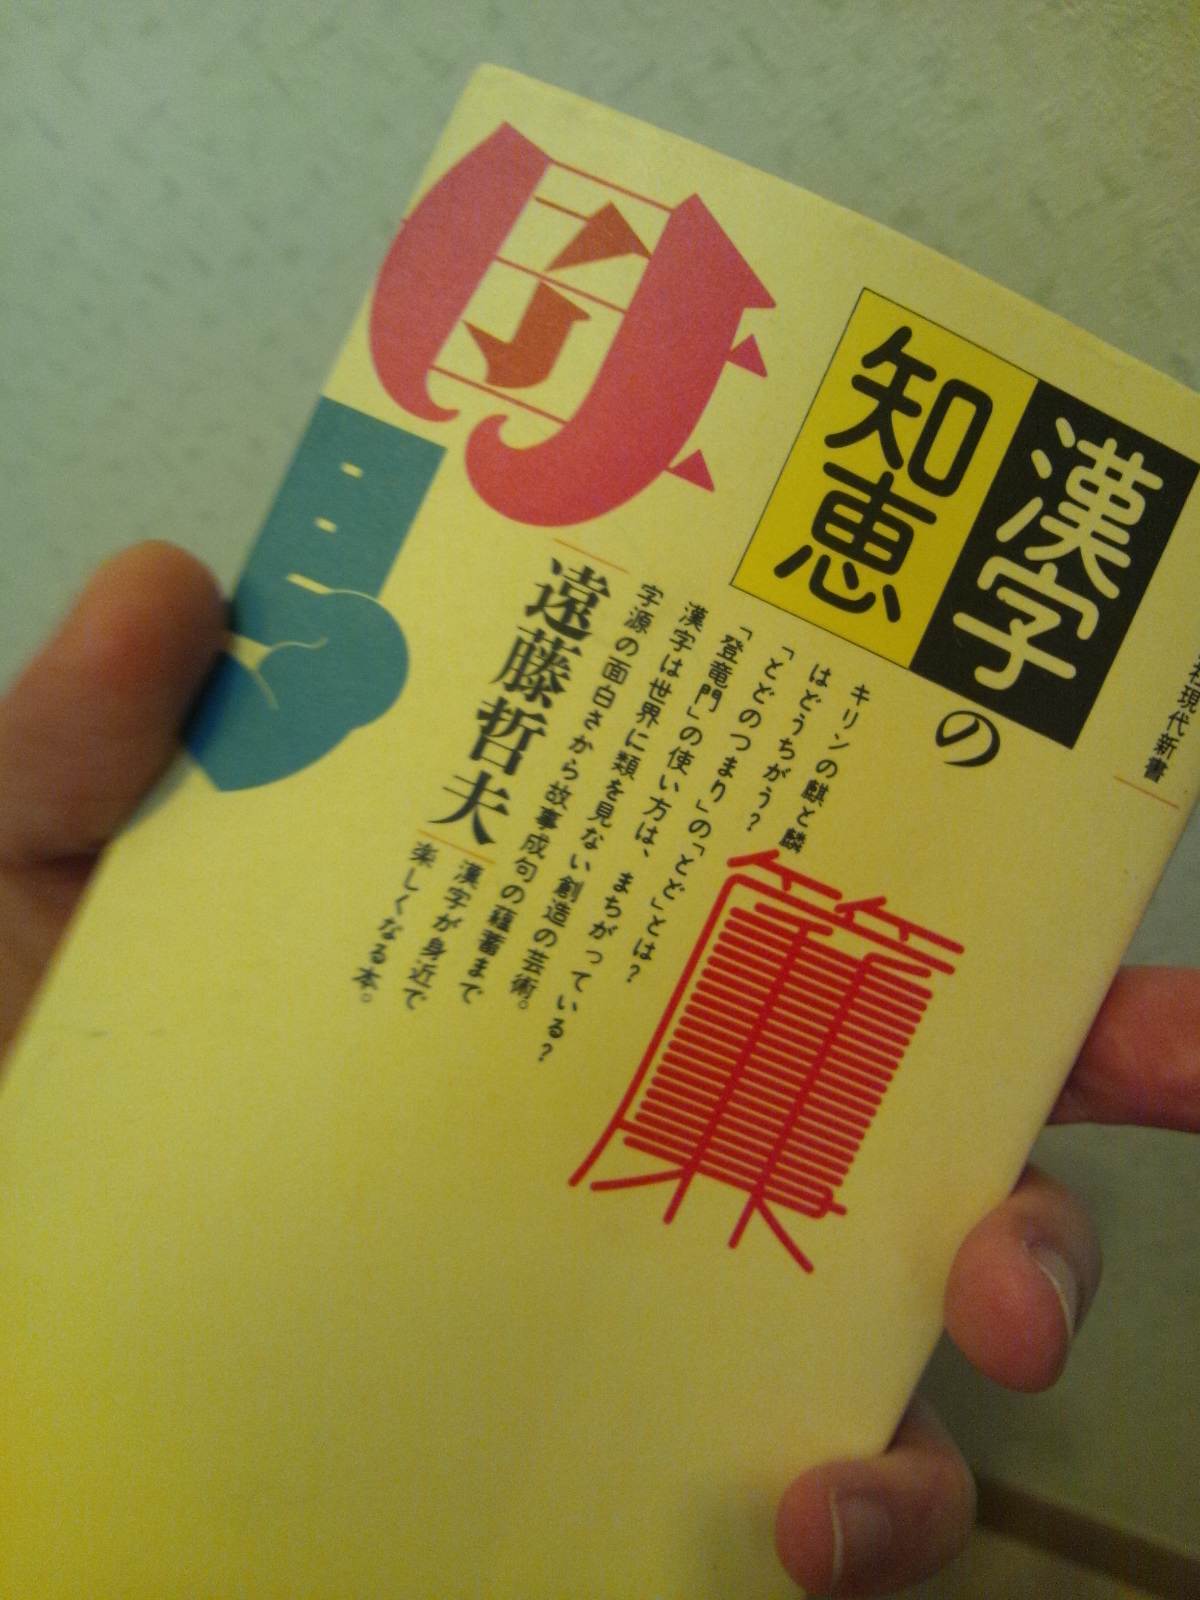 社現代新書
漢字の
知恵
キリンの麒と麟
はどうちがう?
「とどのつまり」の「とど」とは?
「登竜門」の使い方は、まちがっている?
漢字は世界に類を見ない創造の芸術。
字源の面白さから故事成句の蘊蓄まで
遠藤哲夫
漢字が身近で
楽しくなる本。